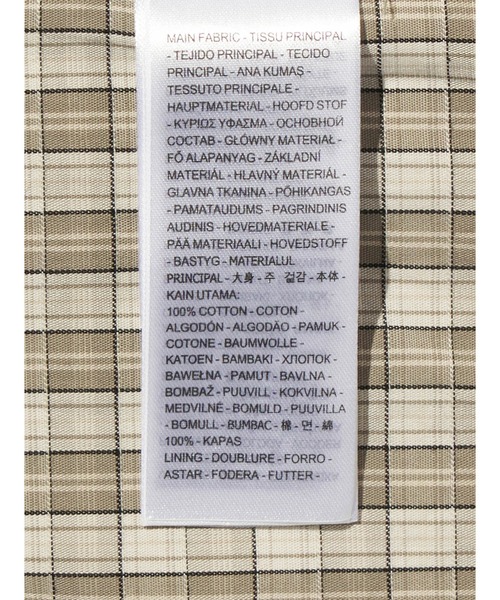 MAIN FABRIC - TISSU PRINCIPAL
- TEJIDO PRINCIPAL - TECIDO
PRINCIPAL - ANA KUMAŞ -
TESSUTO PRINCIPALE -
HAUPTMATERIAL - HOOFD STOF
- ΚΥΡΙΩΣ ΥΦΑΣΜΑ - ОСНОВНОЙ
СОСТАВ - GŁÓWNY MATERIAŁ -
FŐ ALAPANYAG - ZÁKLADNÍ
MATERIÁL - HLAVNÝ MATERIÁL -
GLAVNA TKANINA - PÕHIKANGAS
- PAMATAUDUMS - PAGRINDINIS
AUDINIS - HOVEDMATERIALE -
PÄÄ MATERIAALI - HOVEDSTOFF
- BASTYG - MATERIALUL
PRINCIPAL - 大身 - 주 겉감 - 本体 -
KAIN UTAMA:
100% COTTON - COTON -
ALGODÓN - ALGODÃO - PAMUK -
COTONE - BAUMWOLLE -
KATOEN - ΒΑΜΒΑΚΙ - ХЛОПОК -
BAWEŁNA - PAMUT - BAVLNA -
BOMBAŽ - PUUVILL - KOKVILNA -
MEDVILNĖ - BOMULD - PUUVILLA
- BOMULL - BUMBAC - 棉 - 면 - 綿
100% - KAPAS
LINING - DOUBLURE - FORRO -
ASTAR - FODERA - FUTTER -